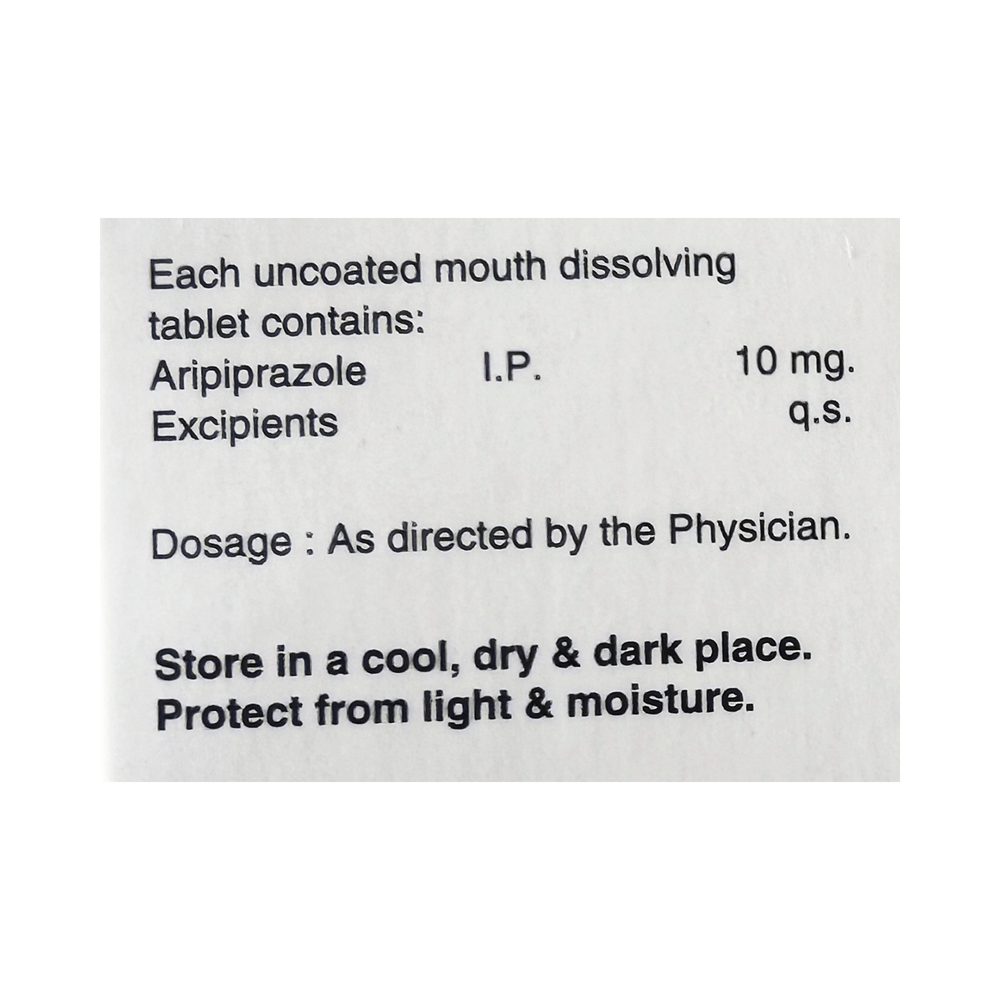 Each uncoated mouth dissolving
tablet contains:
Aripiprazole I.P. 10 mg.
Excipients q.s.
Dosage : As directed by the Physician.
Store in a cool, dry & dark place.
Protect from light & moisture.